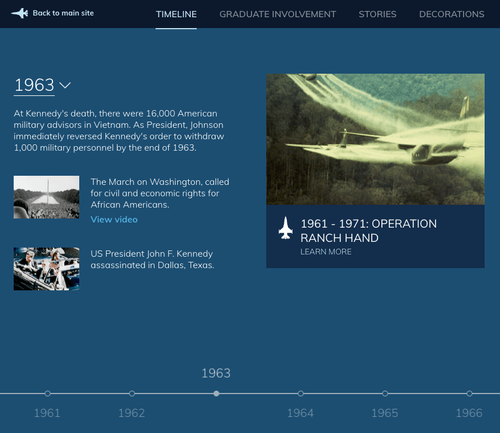 Back to main site
TIMELINE
GRADUATE INVOLVEMENT
STORIES
DECORATIONS
1963
At Kennedy's death, there were 16,000 American
military advisors in Vietnam. As President, Johnson
immediately reversed Kennedy's order to withdraw
1,000 military personnel by the end of 1963.
The March on Washington, called
for civil and economic rights for
African Americans.
View video
US President John F. Kennedy
assassinated in Dallas, Texas.
1961 - 1971: OPERATION
RANCH HAND
LEARN MORE
1963
1961
1962
1964
1965
1966